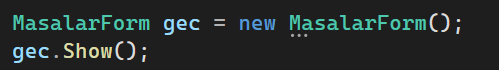 MasalarForm gec = new MasalarForm();
gec.Show();